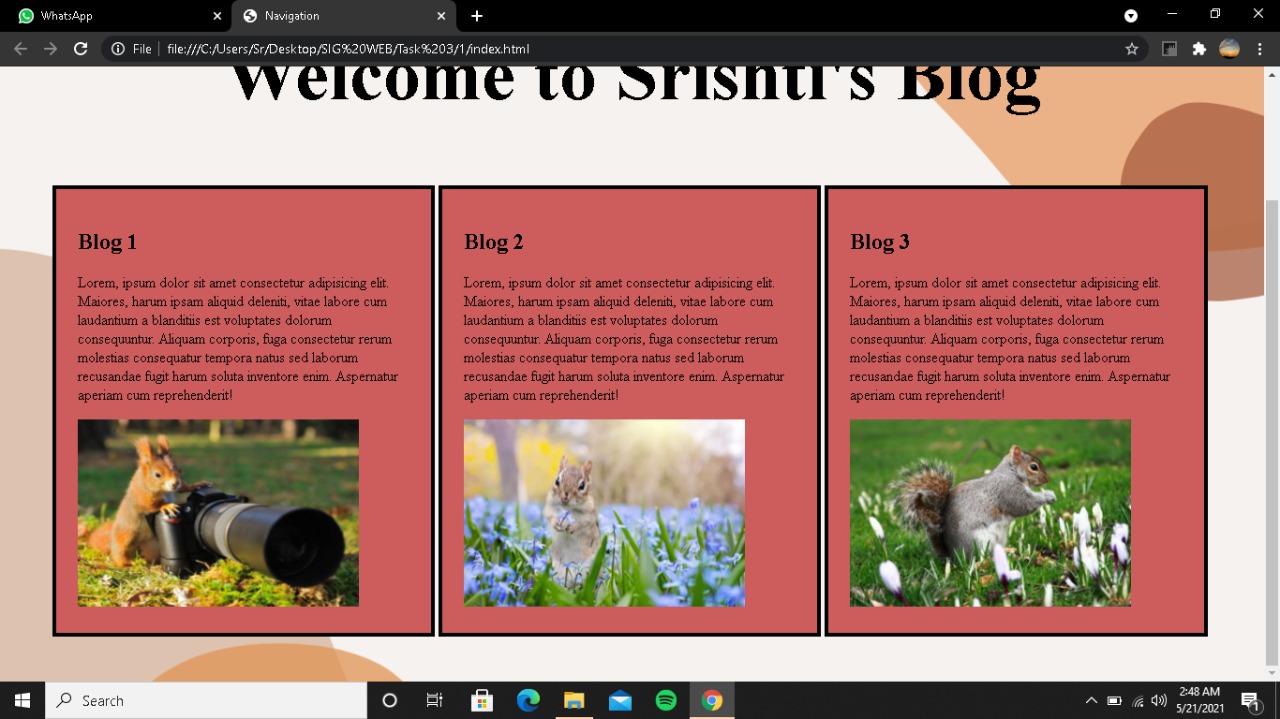 WhatsApp
Navigation
File
file:///C:/Users/Sr/Desktop/SIG%20WEB/Task%203/1/index.html
Welcome to Srishti's Blog
Blog 1
Lorem, ipsum dolor sit amet consectetur adipisicing elit.
Maiores, harum ipsam aliquid deleniti, vitae labore cum
laudantium a blanditiis est voluptates dolorum
consequuntur. Aliquam corporis, fuga consectetur rerum
molestias consequatur tempora natus sed laborum
recusandae fugit harum soluta inventore enim. Aspernatur
aperiam cum reprehenderit!
Blog 2
Lorem, ipsum dolor sit amet consectetur adipisicing elit.
Maiores, harum ipsam aliquid deleniti, vitae labore cum
laudantium a blanditiis est voluptates dolorum
consequuntur. Aliquam corporis, fuga consectetur rerum
molestias consequatur tempora natus sed laborum
recusandae fugit harum soluta inventore enim. Aspernatur
aperiam cum reprehenderit!
Blog 3
Lorem, ipsum dolor sit amet consectetur adipisicing elit.
Maiores, harum ipsam aliquid deleniti, vitae labore cum
laudantium a blanditiis est voluptates dolorum
consequuntur. Aliquam corporis, fuga consectetur rerum
molestias consequatur tempora natus sed laborum
recusandae fugit harum soluta inventore enim. Aspernatur
aperiam cum reprehenderit!
Search
2:48 AM
5/21/2021
1